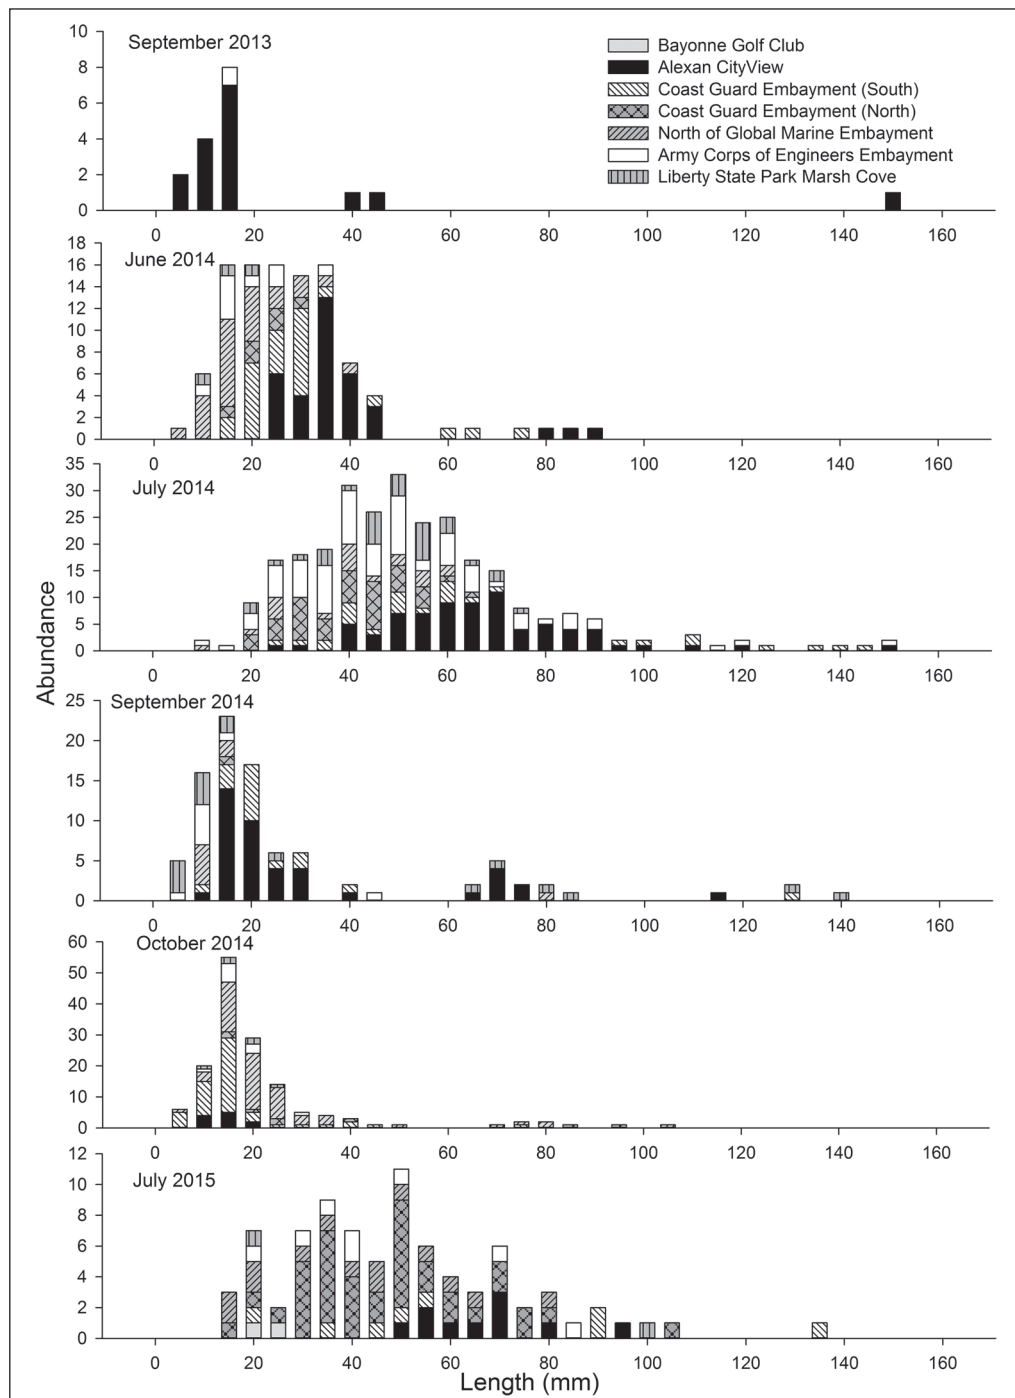 September 2013
Bayonne Golf Club
Alexan CityView
Coast Guard Embayment (South)
Coast Guard Embayment (North)
North of Global Marine Embayment
Army Corps of Engineers Embayment
Liberty State Park Marsh Cove
10
8
6
4
2
0
0 20 40 60 80 100 120 140 160
June 2014
18
16
14
12
10
8
6
4
2
0
0 20 40 60 80 100 120 140 160
July 2014
35
30
25
20
15
10
5
0
0 20 40 60 80 100 120 140 160
Abundance
September 2014
25
20
15
10
5
0
0 20 40 60 80 100 120 140 160
October 2014
60
50
40
30
20
10
0
0 20 40 60 80 100 120 140 160
July 2015
12
10
8
6
4
2
0
0 20 40 60 80 100 120 140 160
Length (mm)